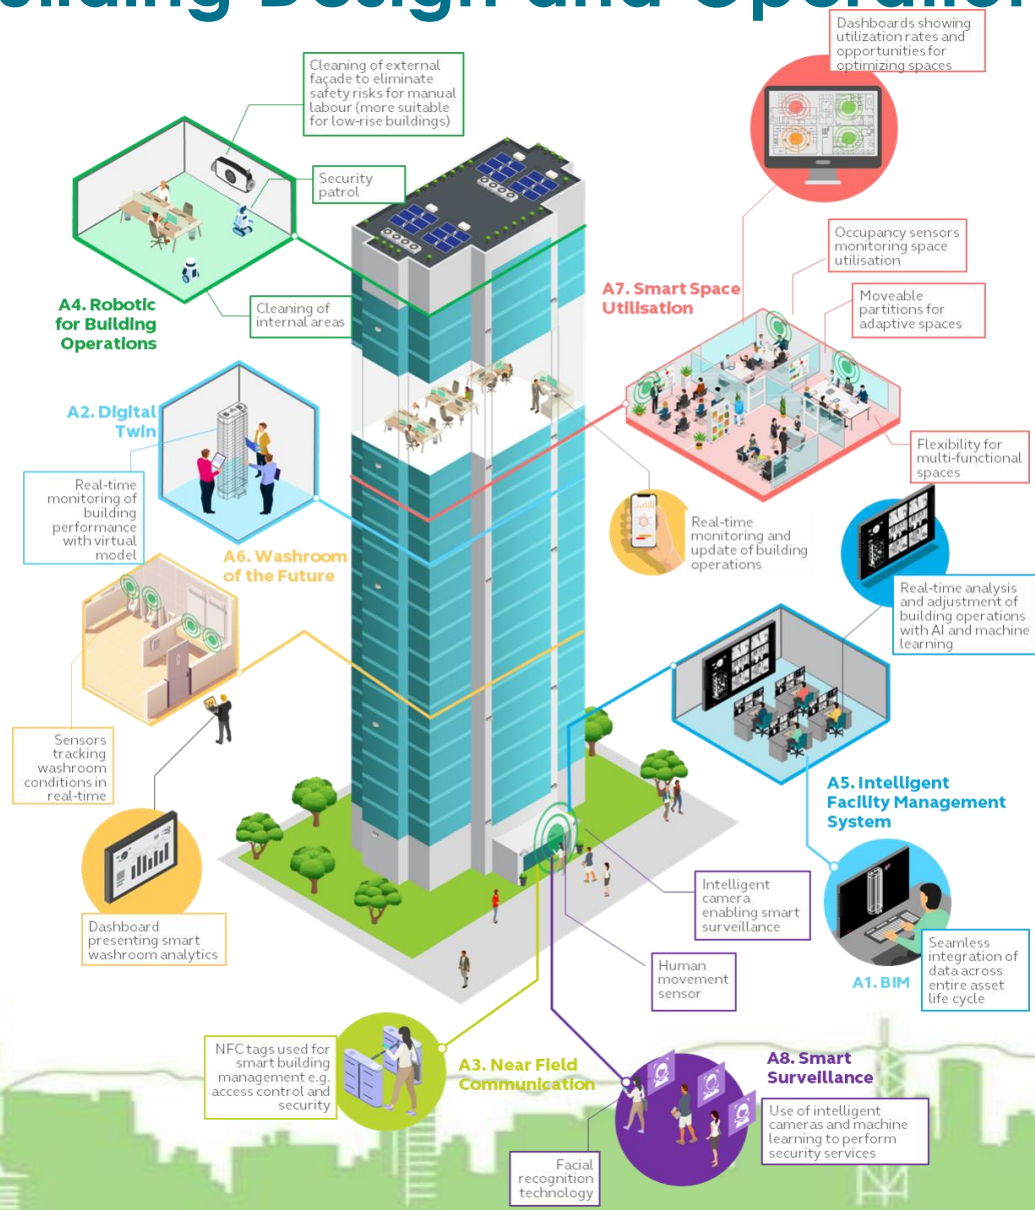 Building Design and Operation
Dashboards showing
utilization rates and
opportunities for
optimizing spaces
Cleaning of external
façade to eliminate
safety risks for manual
labour (more suitable
for low-rise buildings)
Security
patrol
Cleaning of
internal areas
A4. Robotic
for Building
Operations
Occupancy sensors
monitoring space
utilisation
A7. Smart Space
Utilisation
Moveable
partitions for
adaptive spaces
Flexibility for
multi-functional
spaces
A2. Digital
Twin
Real-time
monitoring of
building
performance
with virtual
model
Real-time
monitoring and
update of building
operations
A6. Washroom
of the Future
Real-time analysis
and adjustment of
building operations
with AI and machine
learning
Sensors
tracking
washroom
conditions in
real-time
A5. Intelligent
Facility Management
System
Dashboard
presenting smart
washroom analytics
Intelligent
camera
enabling smart
surveillance
Human
movement
sensor
A1. BIM
Seamless
integration of
data across
entire asset
life cycle
NFC tags used for
smart building
management e.g.
access control and
security
A3. Near Field
Communication
A8. Smart
Surveillance
Use of intelligent
cameras and machine
learning to perform
security services
Facial
recognition
technology